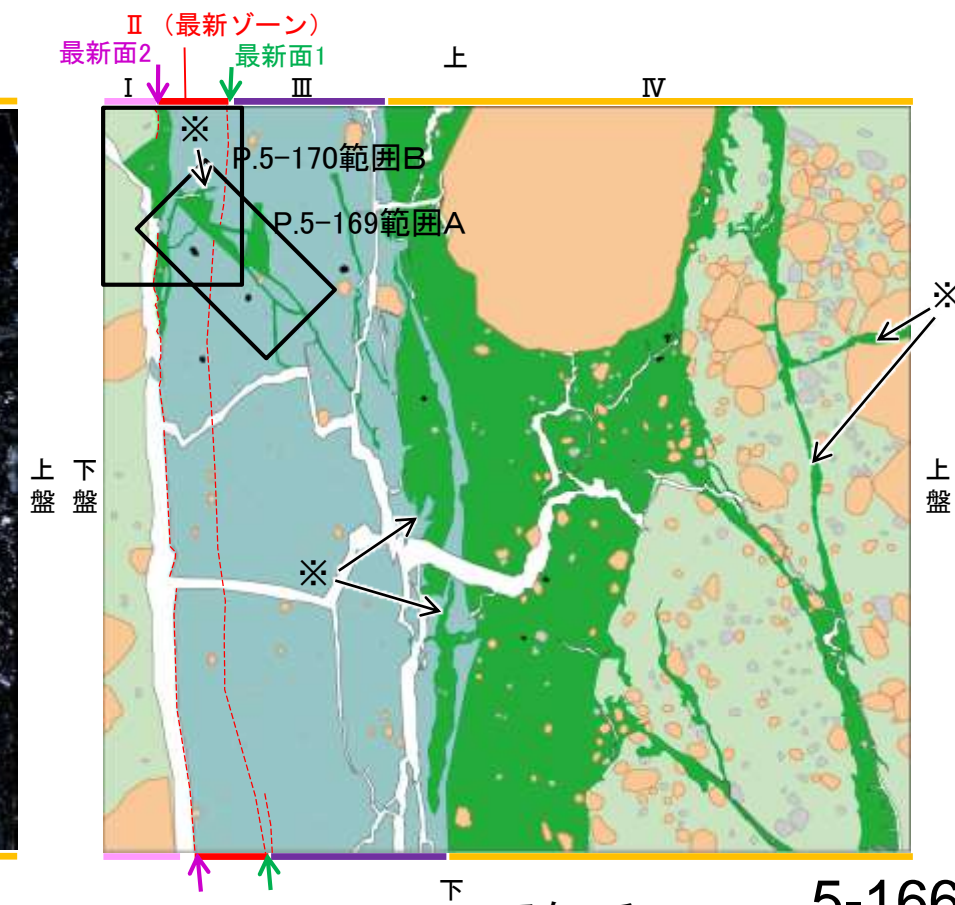 Ⅱ（最新ゾーン）
最新面2
最新面1
上
Ⅰ
Ⅲ
Ⅳ
※
P.5-170範囲B
P.5-169範囲A
※
上盤
下盤
上盤
※
下
5-166